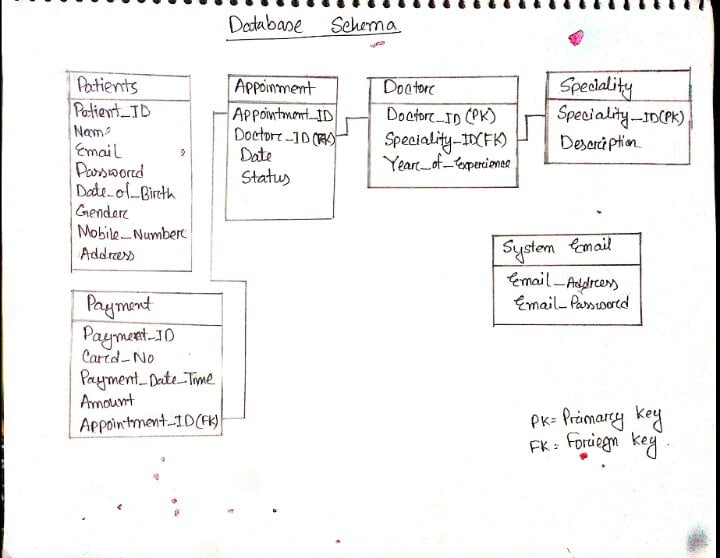 Database Schema
Patients
Patient_ID
Name
Email
Password
Date_of_Birth
Gender
Mobile_Number
Address
Appoinment
Appointment_ID
Doctor_ID (FK)
Date
Status
Doctor
Doctor_ID (PK)
Speciality_ID(FK)
Year_of_Experience
Speciality
Speciality_ID(PK)
Description
System Email
Email_Address
Email_Password
Payment
Payment_ID
Card_No
Payment_Date_Time
Amount
Appointment_ID(FK)
PK= Primary Key
FK = Foriegn Key.